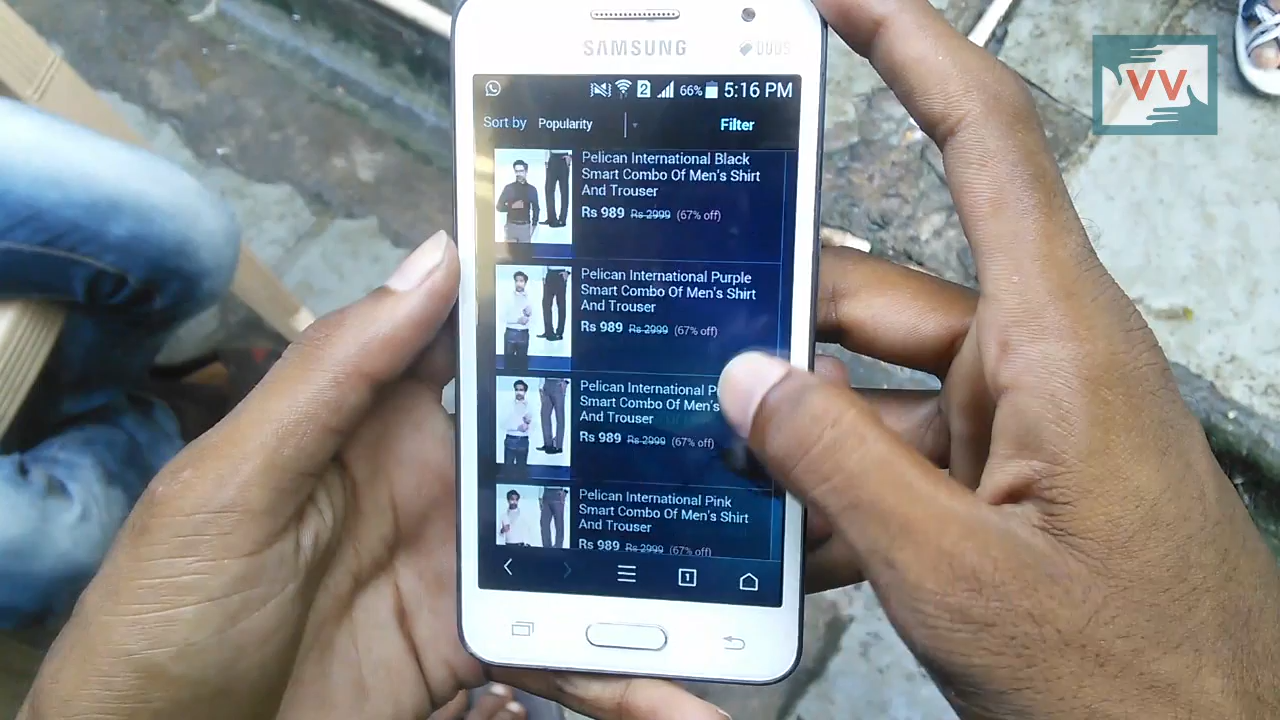 SAMSUNG
DUOS
VV
2 66% 5:16 PM
Sort by Popularity Filter
Pelican International Black
Smart Combo Of Men's Shirt
And Trouser
Rs 989 Rs 2999 (67% off)
Pelican International Purple
Smart Combo Of Men's Shirt
And Trouser
Rs 989 Rs 2999 (67% off)
Pelican International
Smart Combo Of Men's
And Trouser
Rs 989 Rs 2999 (67% off)
Pelican International Pink
Smart Combo Of Men's Shirt
And Trouser
Rs 989 Rs 2999 (67% off)
1